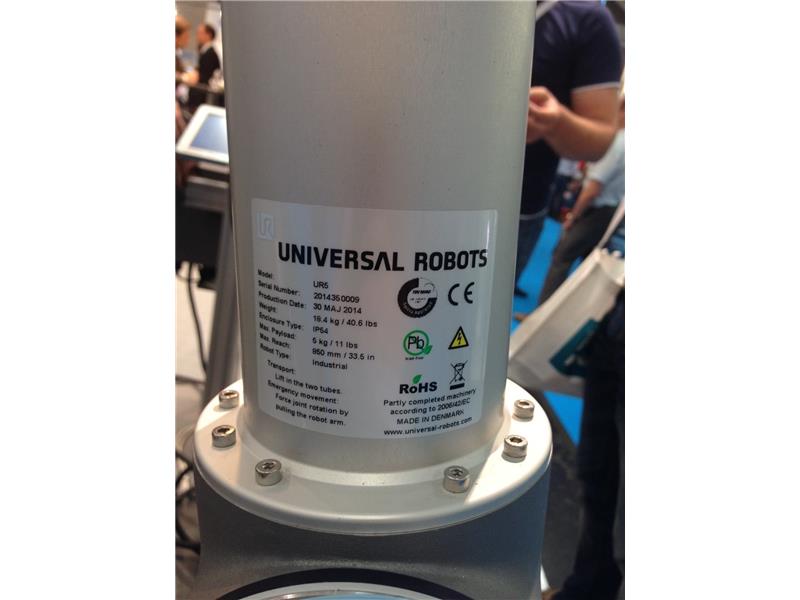 UR
UNIVERSAL ROBOTS
Model: UR5
Serial Number: 2014350009
Production Date: 30 MAJ 2014
Weight: 18.4 kg / 40.6 lbs
Enclosure Type: IP54
Max. Payload: 5 kg / 11 lbs
Max. Reach: 850 mm / 33.5 in
Robot Type: Industrial
Transport:
Lift in the two tubes.
Emergency movement:
Force joint rotation by
pulling the robot arm.
CE
Pb
RoHS
Partly completed machinery
according to 2006/42/EC
MADE IN DENMARK
www.universal-robots.com